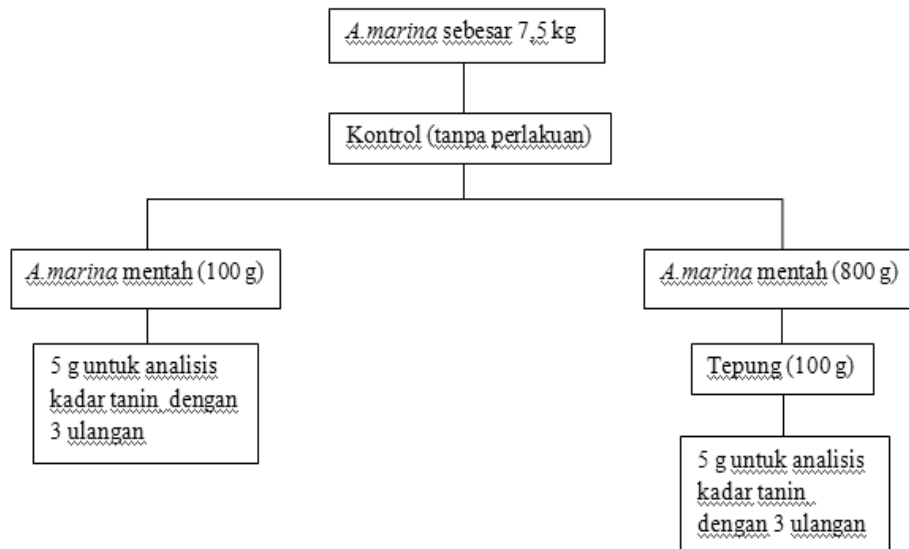 A.marina sebesar 7,5 kg
Kontrol (tanpa perlakuan)
A.marina mentah (100 g)
A.marina mentah (800 g)
5 g untuk analisis
kadar tanin, dengan
3 ulangan
Tepung (100 g)
5 g untuk analisis
kadar tanin,
dengan 3 ulangan